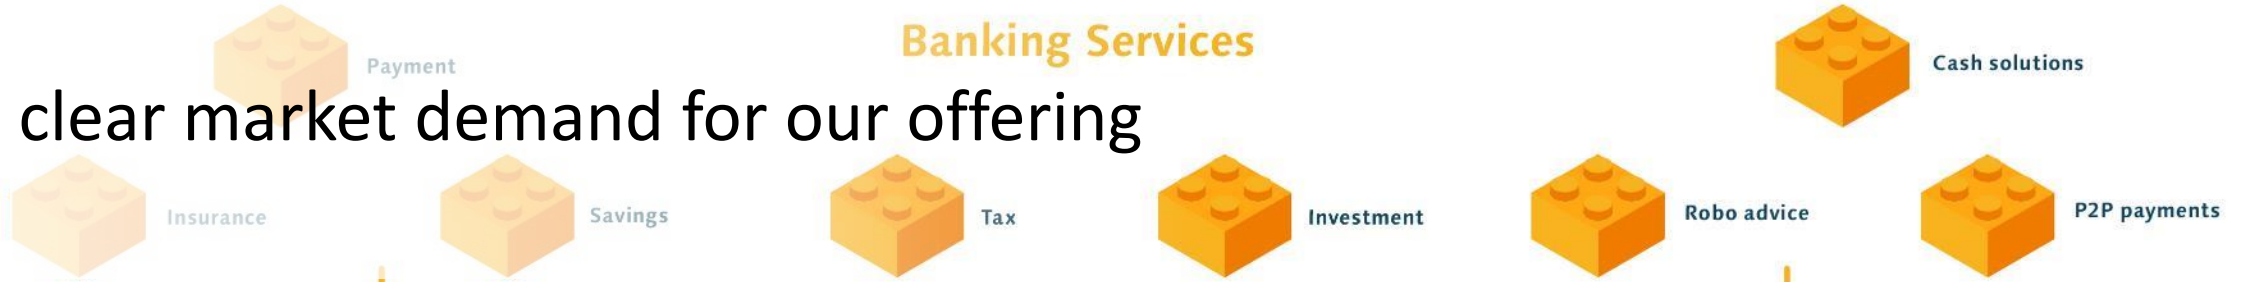 Banking Services
Payment
Cash solutions
clear market demand for our offering
Insurance
Savings
Tax
Investment
Robo advice
P2P payments